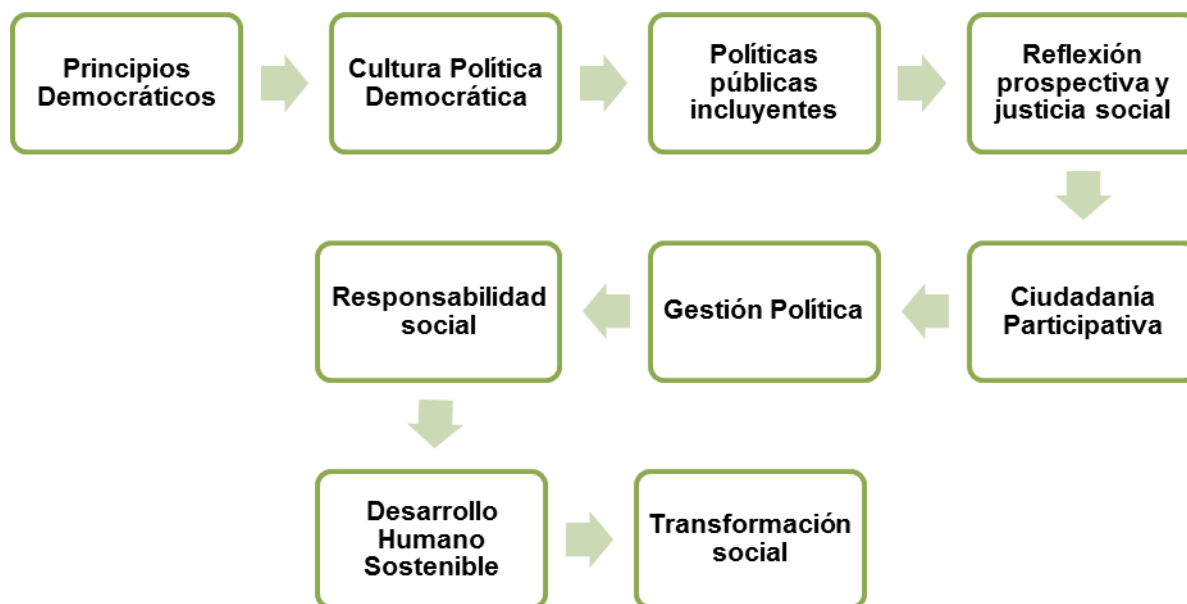 Principios
Democráticos
Cultura Política
Democrática
Políticas
públicas
incluyentes
Reflexión
prospectiva y
justicia social
Ciudadanía
Participativa
Gestión Política
Responsabilidad
social
Desarrollo
Humano
Sostenible
Transformación
social